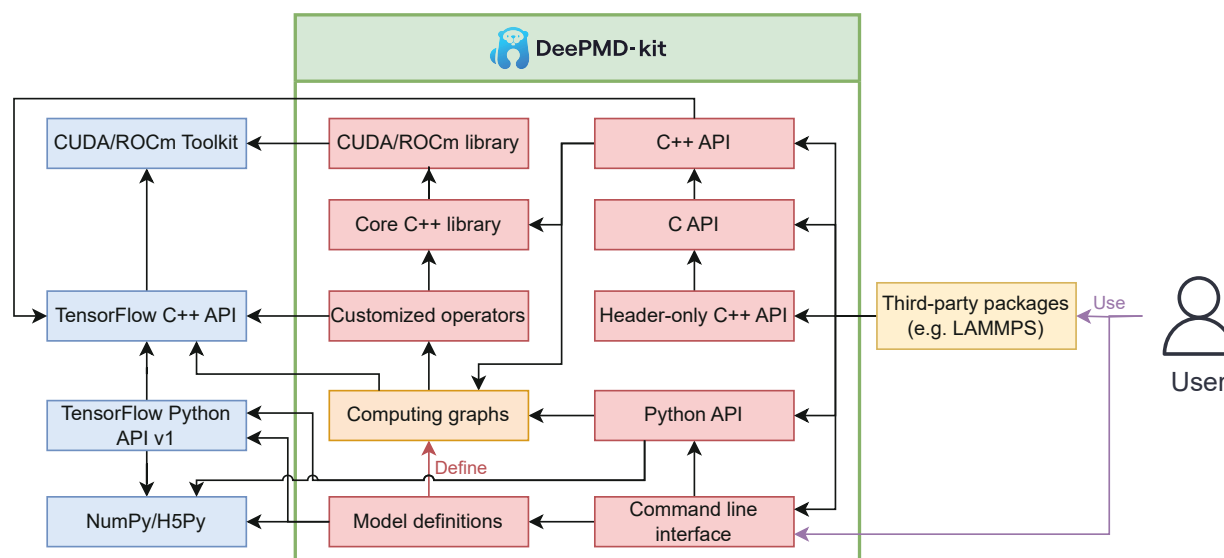 DeePMD-kit
CUDA/ROCm Toolkit
CUDA/ROCm library
C++ API
Core C++ library
C API
TensorFlow C++ API
Customized operators
Header-only C++ API
Third-party packages
(e.g. LAMMPS)
Use
User
TensorFlow Python
API v1
Computing graphs
Python API
Define
NumPy/H5Py
Model definitions
Command line
interface